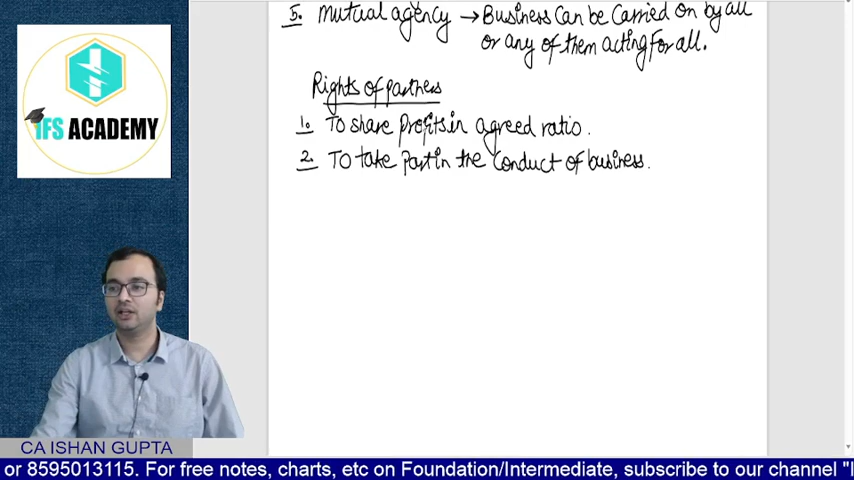 5. Mutual agency → Business can be carried on by all
or any of them acting for all.
Rights of partners
1. To share profits in agreed ratio.
2. To take part in the conduct of business.
IFS ACADEMY
CA ISHAN GUPTA
or 8595013115. For free notes, charts, etc on Foundation/Intermediate, subscribe to our channel "I